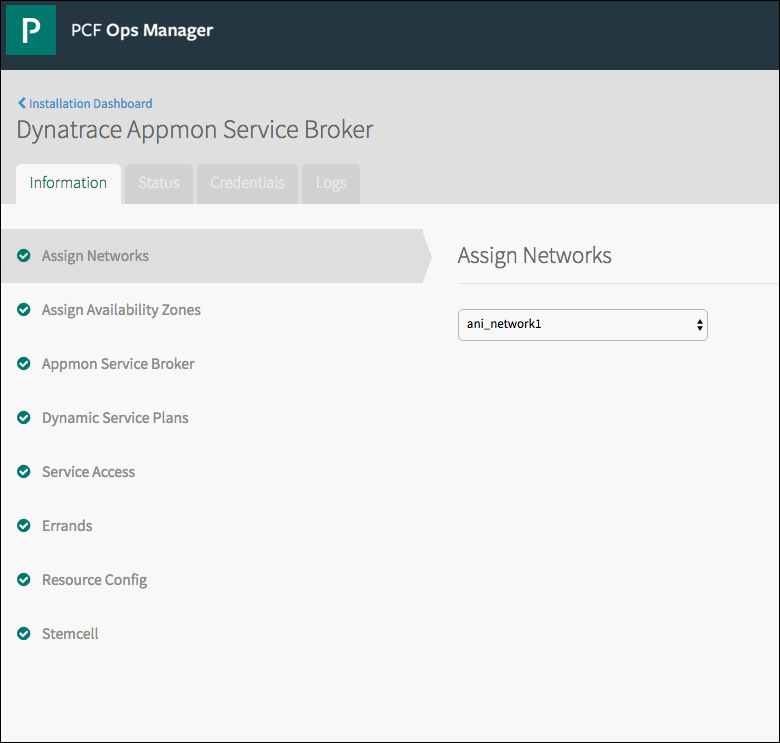 P
PCF Ops Manager
Installation Dashboard
Dynatrace Appmon Service Broker
Information Status Credentials Logs
Assign Networks
Assign Availability Zones
Appmon Service Broker
Dynamic Service Plans
Service Access
Errands
Resource Config
Stemcell
Assign Networks
ani_network1